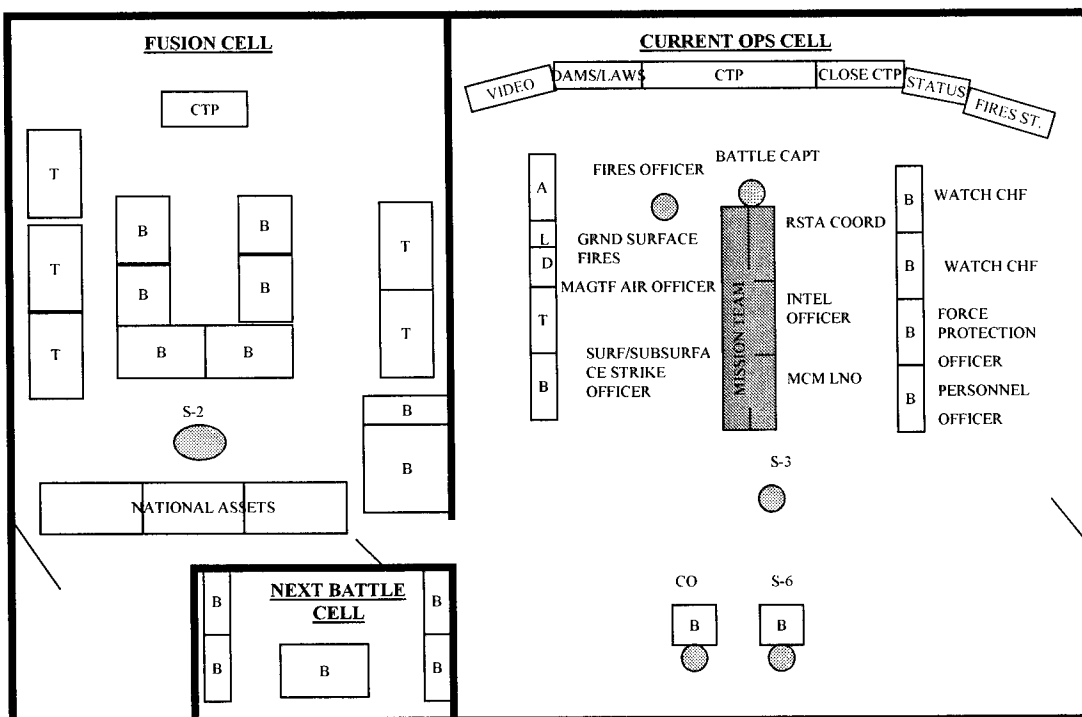 FUSION CELL
CTP
T
T
T
B
B
B
B
B
B
T
T
S-2
B
B
NATIONAL ASSETS
NEXT BATTLE
CELL
B
B
B
B
B
CURRENT OPS CELL
VIDEO
DAMS/LAWS
CTP
CLOSE CTP
STATUS
FIRES ST.
A
L
D
T
B
FIRES OFFICER
GRND SURFACE
FIRES
MAGTF AIR OFFICER
SURF/SUBSURFA
CE STRIKE
OFFICER
BATTLE CAPT
MISSION TEAM
RSTA COORD
INTEL
OFFICER
MCM LNO
B
WATCH CHF
B
WATCH CHF
B
FORCE
PROTECTION
OFFICER
B
PERSONNEL
OFFICER
S-3
CO
S-6
B
B